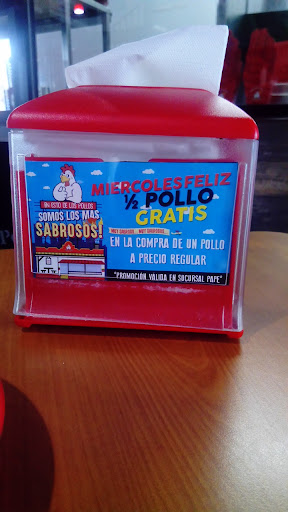 UN ESTILO DE LOS POLLOS
SOMOS LOS MAS
SABROSOS!
MIERCOLES FELIZ
½ POLLO
GRATIS
EN LA COMPRA DE UN POLLO
A PRECIO REGULAR
"PROMOCIÓN VALIDA EN SUCURSAL PAPE"